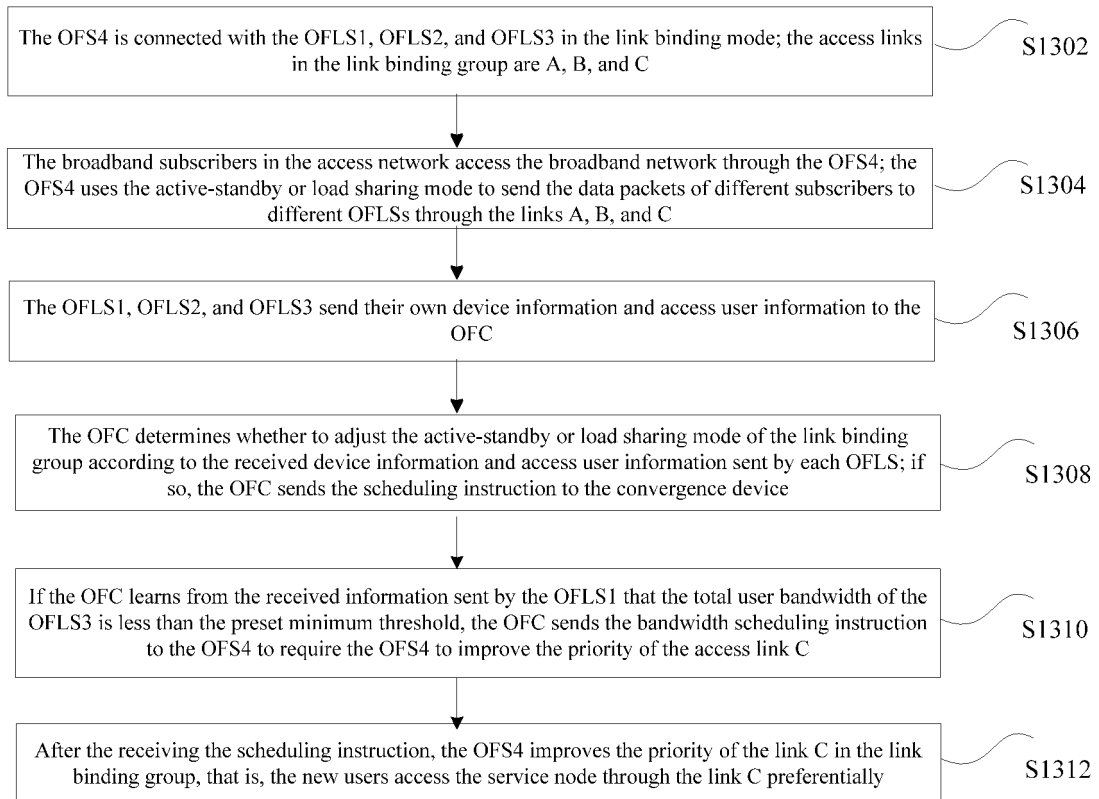 The OFS4 is connected with the OFLS1, OFLS2, and OFLS3 in the link binding mode; the access links
in the link binding group are A, B, and C
S1302
The broadband subscribers in the access network access the broadband network through the OFS4; the
OFS4 uses the active-standby or load sharing mode to send the data packets of different subscribers to
different OFLSs through the links A, B, and C
S1304
The OFLS1, OFLS2, and OFLS3 send their own device information and access user information to the
OFC
S1306
The OFC determines whether to adjust the active-standby or load sharing mode of the link binding
group according to the received device information and access user information sent by each OFLS; if
so, the OFC sends the scheduling instruction to the convergence device
S1308
If the OFC learns from the received information sent by the OFLS1 that the total user bandwidth of the
OFLS3 is less than the preset minimum threshold, the OFC sends the bandwidth scheduling instruction
to the OFS4 to require the OFS4 to improve the priority of the access link C
S1310
After the receiving the scheduling instruction, the OFS4 improves the priority of the link C in the link
binding group, that is, the new users access the service node through the link C preferentially
S1312